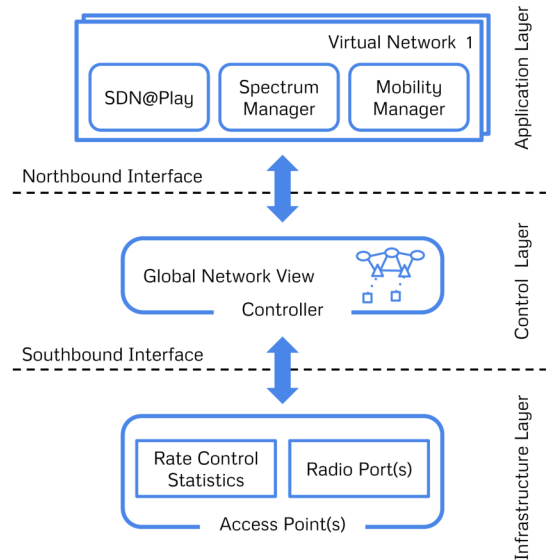 Virtual Network 1
SDN@Play
Spectrum
Manager
Mobility
Manager
Application Layer
Northbound Interface
Global Network View
Controller
Control Layer
Southbound Interface
Rate Control
Statistics
Radio Port(s)
Access Point(s)
Infrastructure Layer